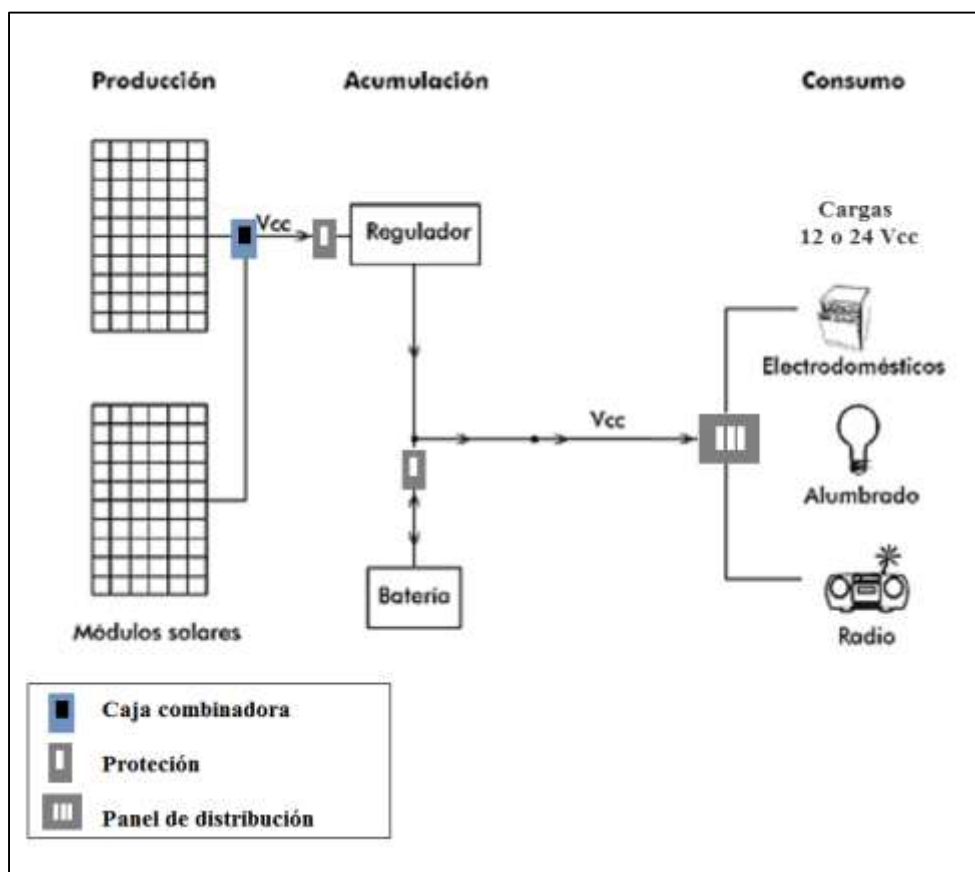 Producción
Acumulación
Consumo
Vcc
Regulador
Cargas
12 o 24 Vcc
Electrodomésticos
Vcc
Alumbrado
Batería
Radio
Módulos solares
Caja combinadora
Proteción
Panel de distribución